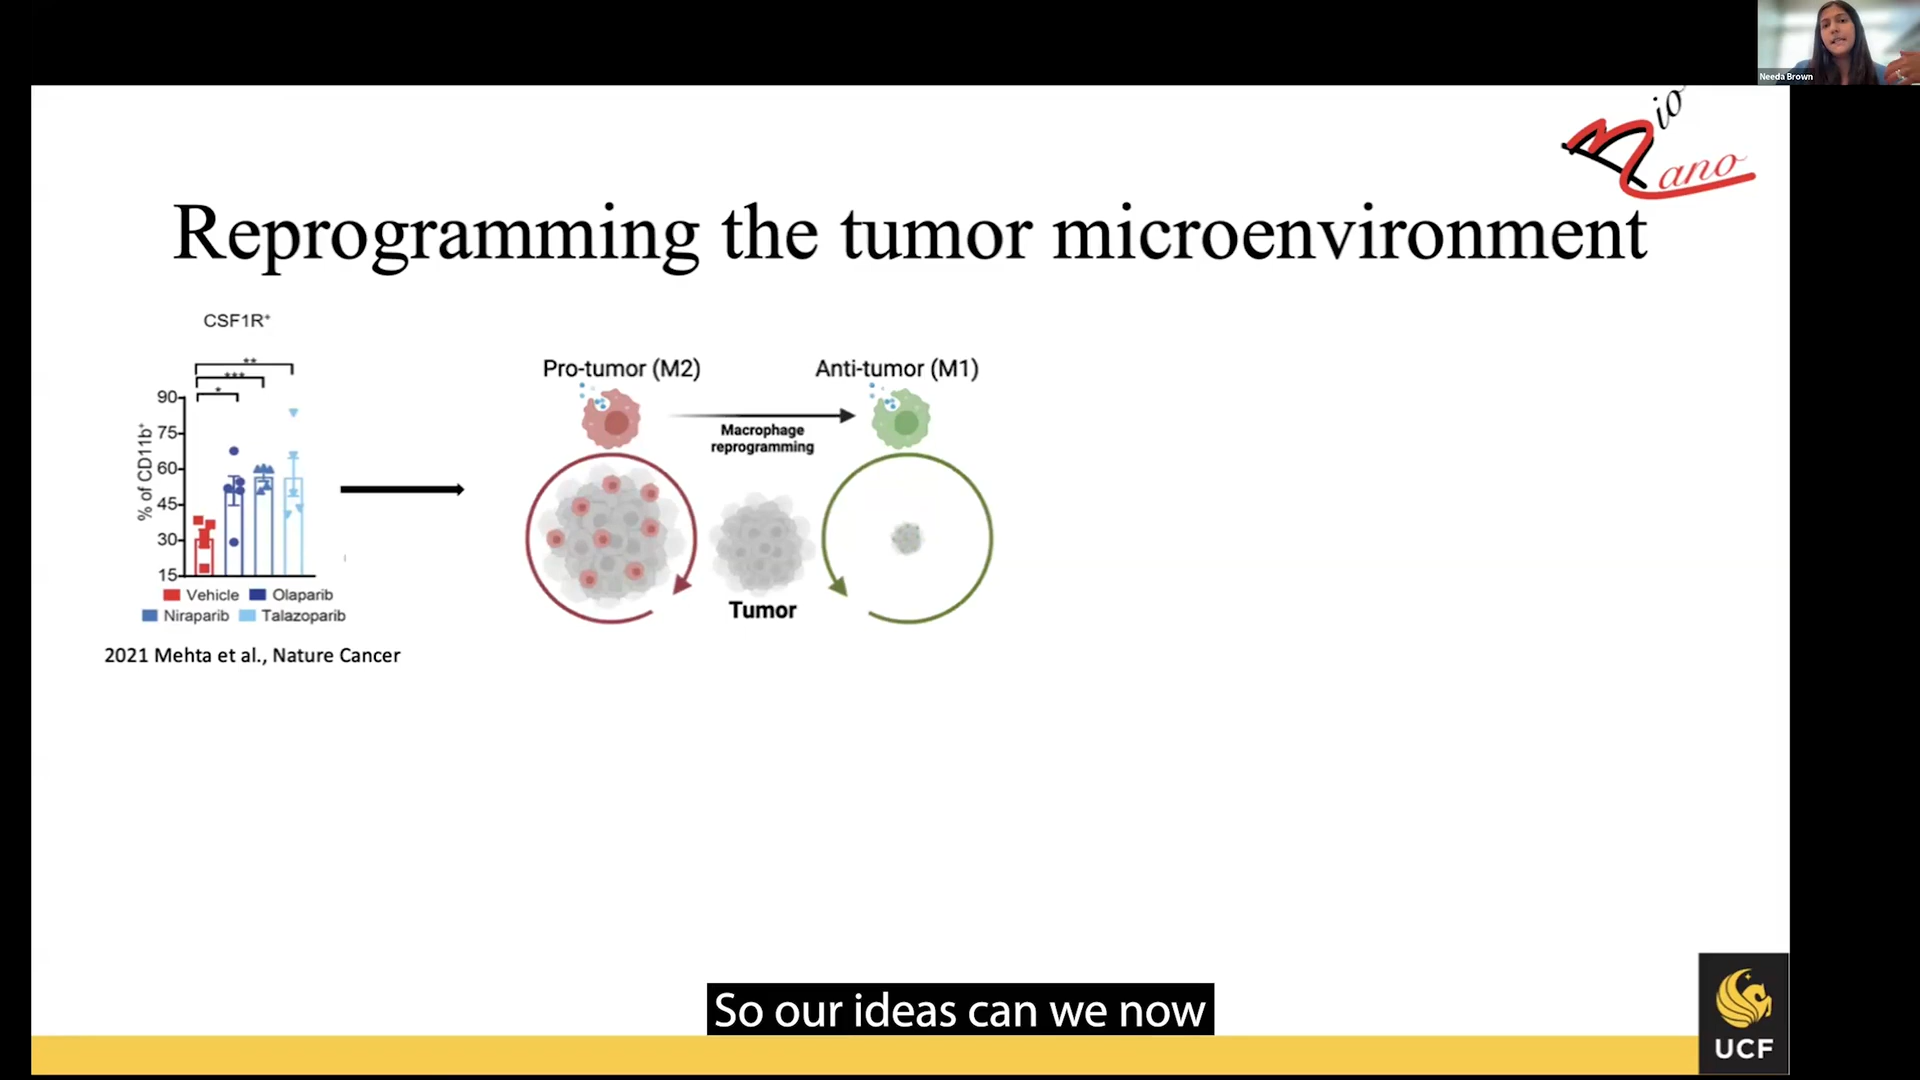 Needa Brown
io
ano
Reprogramming the tumor microenvironment
CSF1R⁺
**
***
*
90
75
60
45
30
15
% of CD11b⁺
Vehicle Olaparib
Niraparib Talazoparib
2021 Mehta et al., Nature Cancer
Pro-tumor (M2)
Anti-tumor (M1)
Macrophage
reprogramming
Tumor
So our ideas can we now
UCF